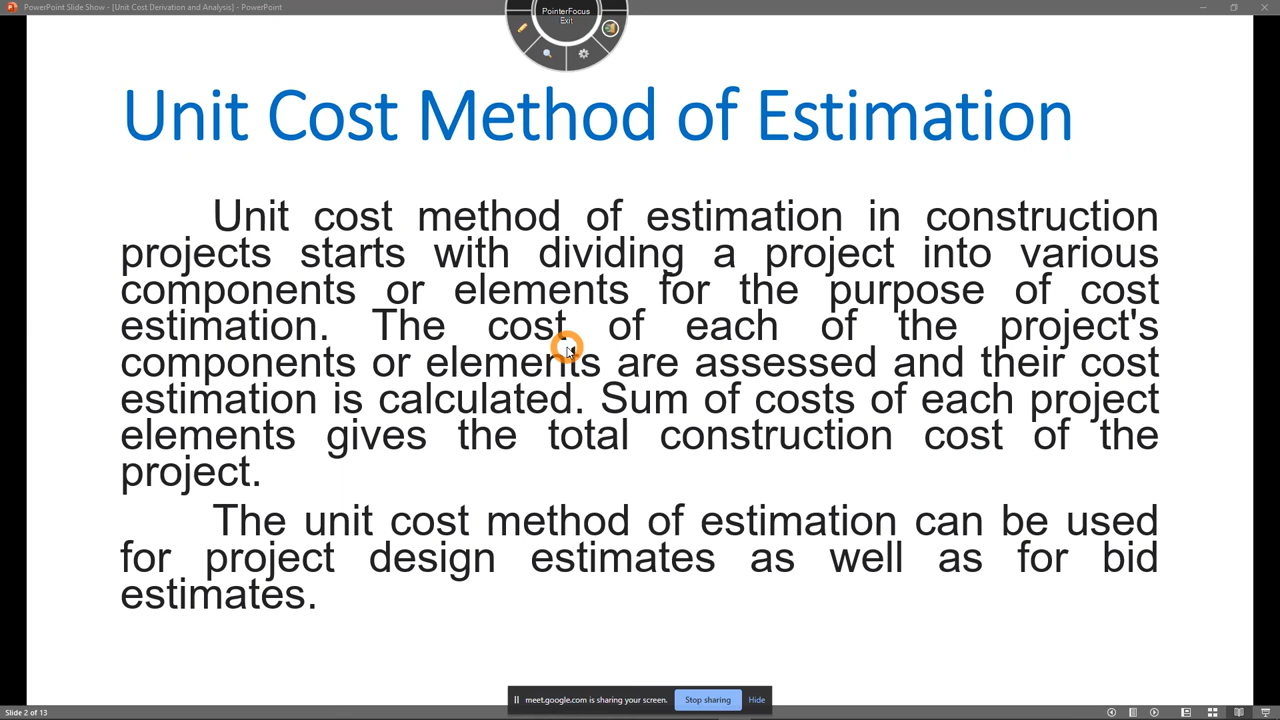 PowerPoint Slide Show - [Unit Cost Derivation and Analysis] - PowerPoint
PointerFocus
Exit
Unit Cost Method of Estimation
Unit cost method of estimation in construction
projects starts with dividing a project into various
components or elements for the purpose of cost
estimation. The cost of each of the project's
components or elements are assessed and their cost
estimation is calculated. Sum of costs of each project
elements gives the total construction cost of the
project.
The unit cost method of estimation can be used
for project design estimates as well as for bid
estimates.
meet.google.com is sharing your screen. Stop sharing Hide
Slide 2 of 13